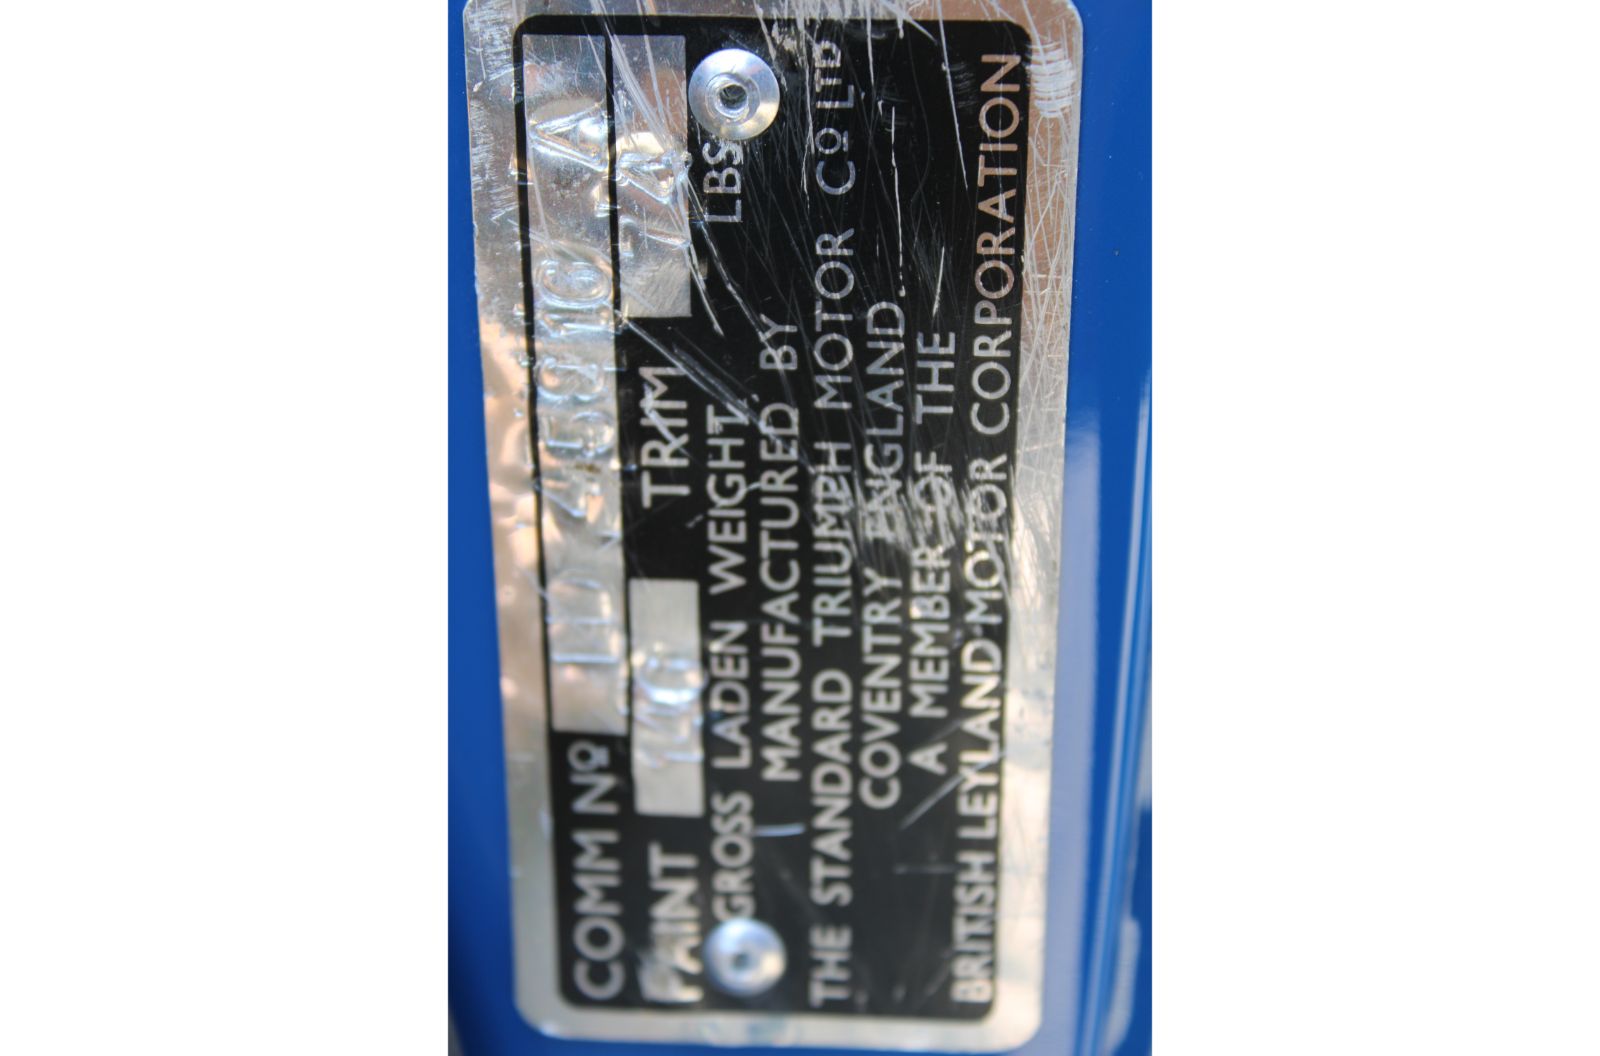 COMM Nº
PAINT TRIM
GROSS LADEN WEIGHT LBS
MANUFACTURED BY
THE STANDARD TRIUMPH MOTOR Cº LTD
COVENTRY ENGLAND.
A MEMBER OF THE
BRITISH LEYLAND MOTOR CORPORATION